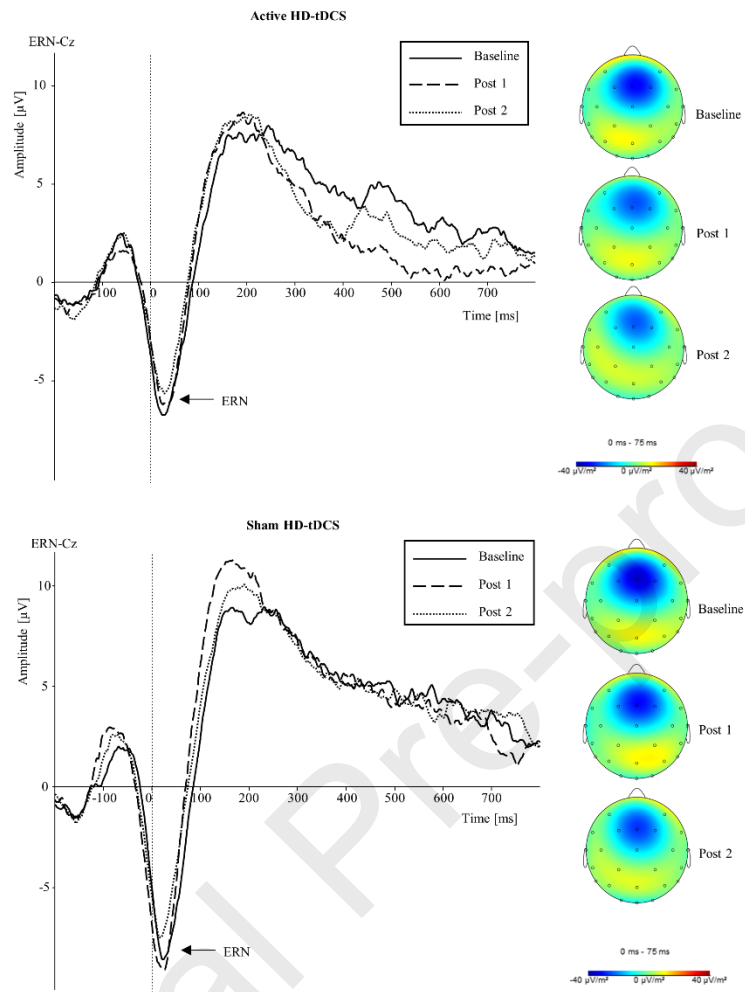 Active HD-tDCS
ERN-Cz
Amplitude [µV]
10
5
0
-5
-100 0 100 200 300 400 500 600 700
Time [ms]
ERN
Baseline
Post 1
Post 2
Baseline
Post 1
Post 2
0 ms - 75 ms
-40 µV/m² 0 µV/m² 40 µV/m²
Sham HD-tDCS
ERN-Cz
Amplitude [µV]
10
5
0
-5
-100 0 100 200 300 400 500 600 700
Time [ms]
ERN
Baseline
Post 1
Post 2
Baseline
Post 1
Post 2
0 ms - 75 ms
-40 µV/m² 0 µV/m² 40 µV/m²
al Pre-pro